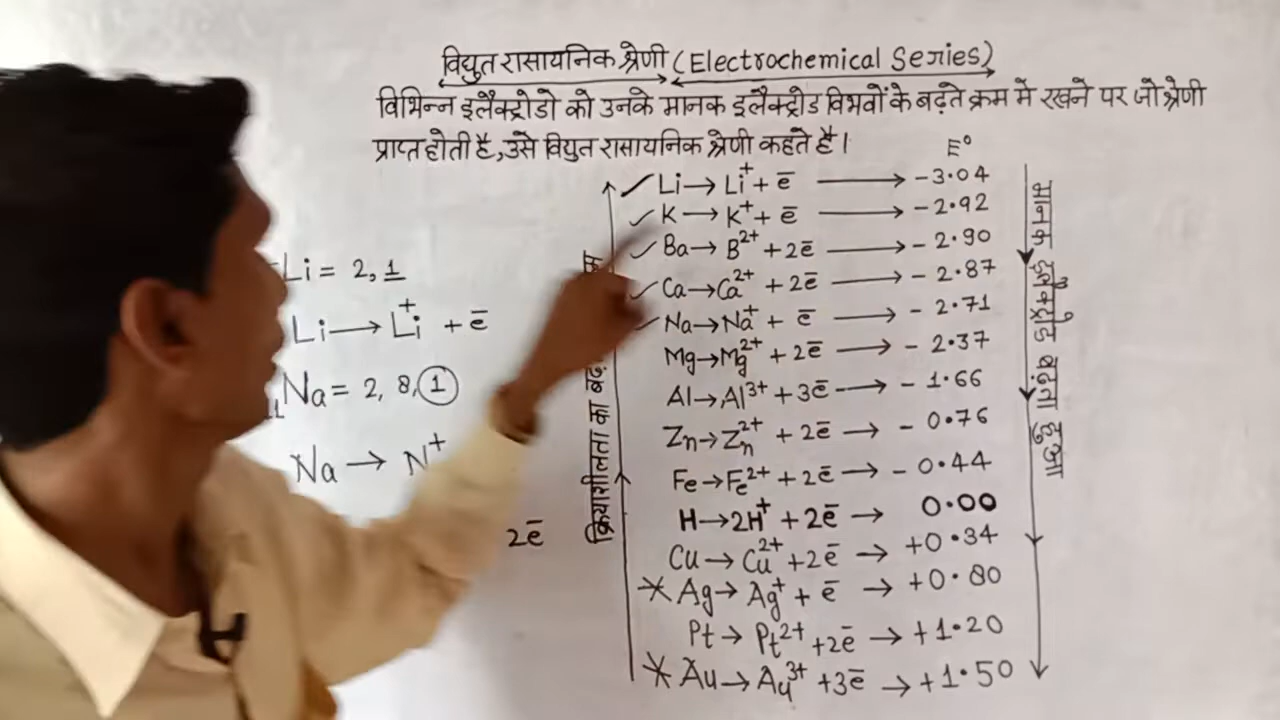 विद्युत रासायनिक श्रेणी (Electrochemical Series)
विभिन्न इलैक्ट्रोडो को उनके मानक इलैक्ट्रोड विभवों के बढ़ते क्रम में रखने पर जो श्रेणी
प्राप्त होती है, उसे विद्युत रासायनिक श्रेणी कहते है।
E°
Li → Li⁺ + ē → -3.04
K → K⁺ + ē → -2.92
Ba → B²⁺ + 2ē → -2.90
Ca → Ca²⁺ + 2ē → -2.87
Na → Na⁺ + ē → -2.71
Mg → Mg²⁺ + 2ē → -2.37
Al → Al³⁺ + 3ē → -1.66
Zn → Zn²⁺ + 2ē → -0.76
Fe → Fe²⁺ + 2ē → -0.44
H → 2H⁺ + 2ē → 0.00
Cu → Cu²⁺ + 2ē → +0.34
Ag → Ag⁺ + ē → +0.80
Pt → Pt²⁺ + 2ē → +1.20
Au → Au³⁺ + 3ē → +1.50
क्रियाशीलता का
मानक इलैक्ट्रोड बढ़ता हुआ
Li = 2, 1
Li → Li⁺ + ē
Na = 2, 8, 1
Na → N⁺
2ē